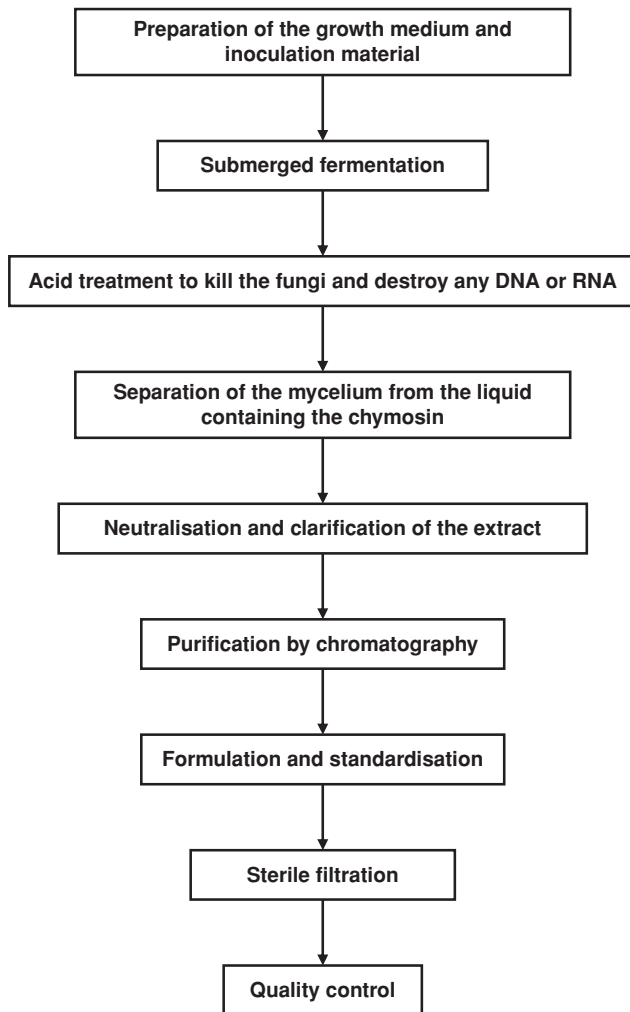 Preparation of the growth medium and
inoculation material
Submerged fermentation
Acid treatment to kill the fungi and destroy any DNA or RNA
Separation of the mycelium from the liquid
containing the chymosin
Neutralisation and clarification of the extract
Purification by chromatography
Formulation and standardisation
Sterile filtration
Quality control